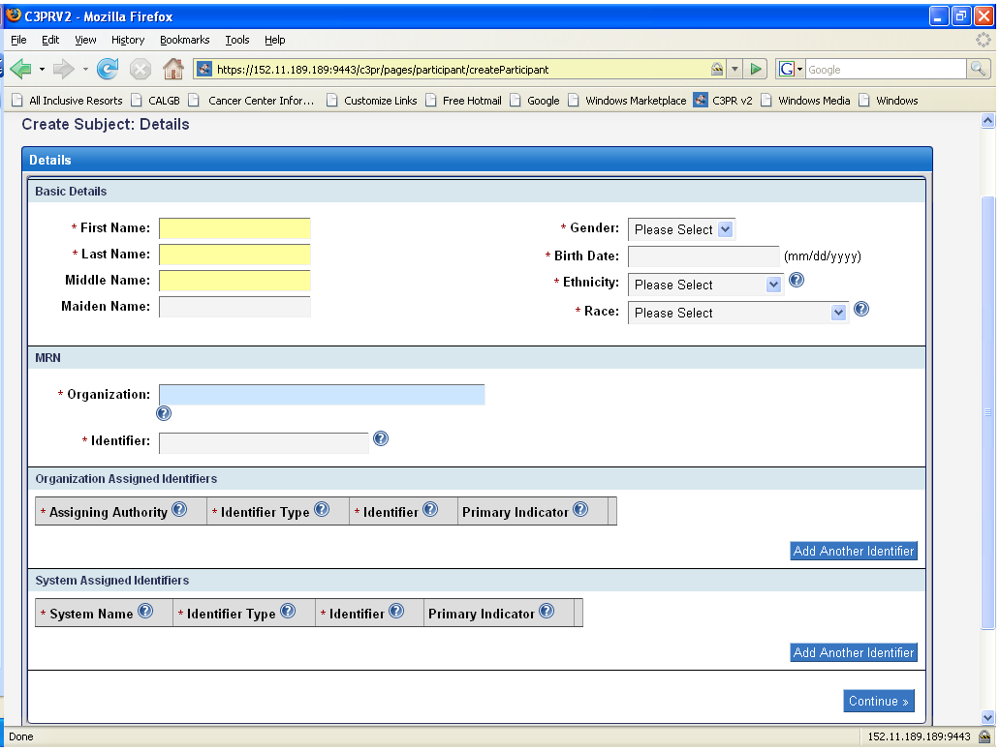 C3PRV2 - Mozilla Firefox
File Edit View History Bookmarks Tools Help
https://152.11.189.189:9443/c3pr/pages/participant/createParticipant
G Google
All Inclusive Resorts CALGB Cancer Center Infor... Customize Links Free Hotmail Google Windows Marketplace C3PR v2 Windows Media Windows
Create Subject: Details
Details
Basic Details
* First Name: * Gender: Please Select
* Last Name: * Birth Date: (mm/dd/yyyy)
Middle Name: * Ethnicity: Please Select ?
Maiden Name: * Race: Please Select ?
MRN
* Organization:
?
* Identifier: ?
Organization Assigned Identifiers
* Assigning Authority ? * Identifier Type ? * Identifier ? Primary Indicator ?
Add Another Identifier
System Assigned Identifiers
* System Name ? * Identifier Type ? * Identifier ? Primary Indicator ?
Add Another Identifier
Continue »
Done 152.11.189.189:9443